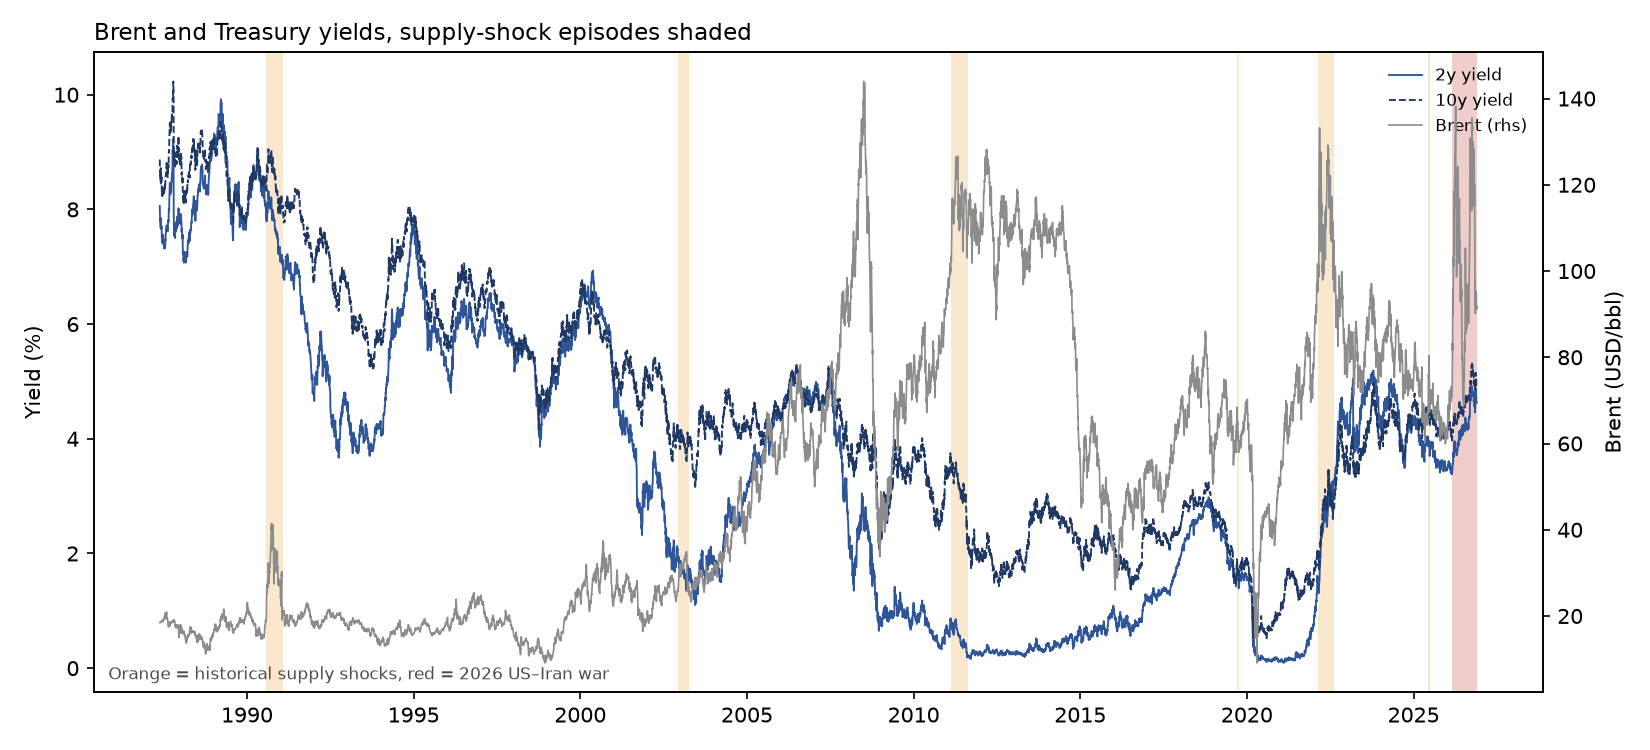 Brent and Treasury yields, supply-shock episodes shaded
2y yield
10y yield
Brent (rhs)
Yield (%)
10
8
6
4
2
0
Brent (USD/bbl)
140
120
100
80
60
40
20
Orange = historical supply shocks, red = 2026 US–Iran war
1990 1995 2000 2005 2010 2015 2020 2025